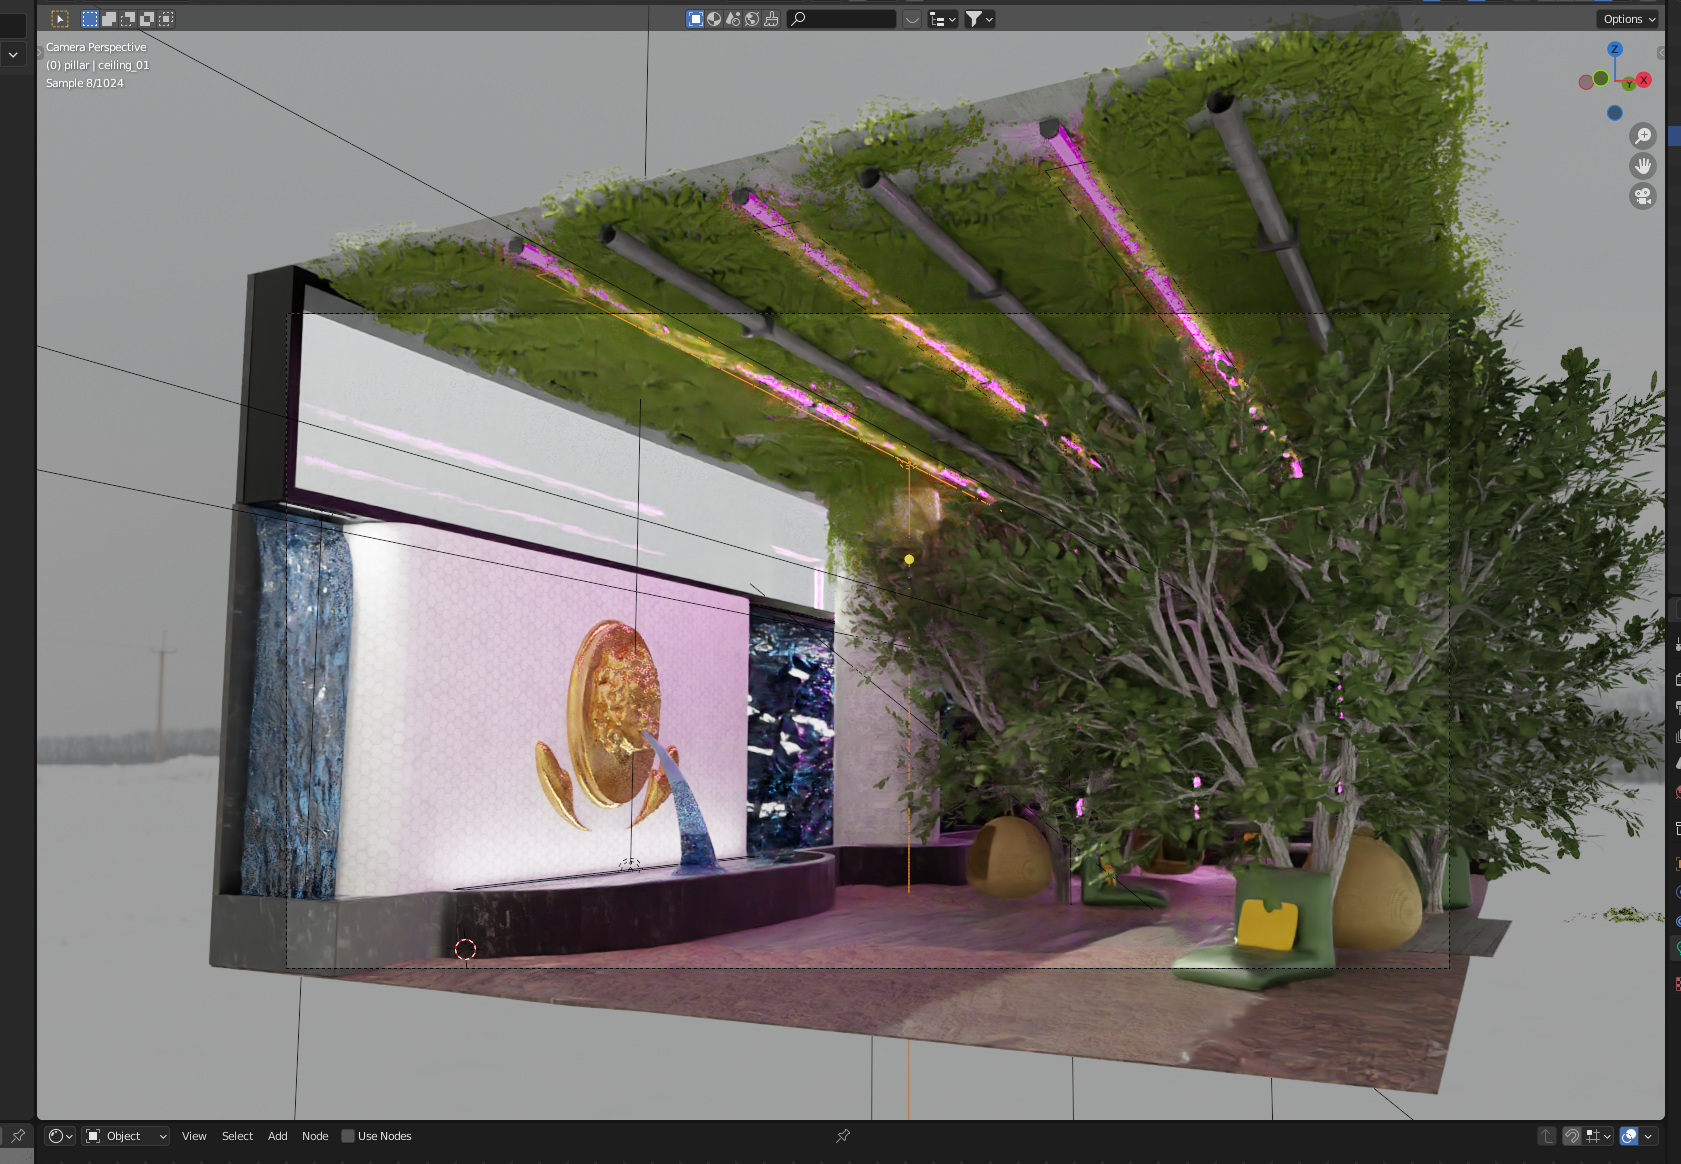 Options
Camera Perspective
(0) pillar | ceiling_01
Sample 8/1024
Z
Y
X
Object
View
Select
Add
Node
Use Nodes